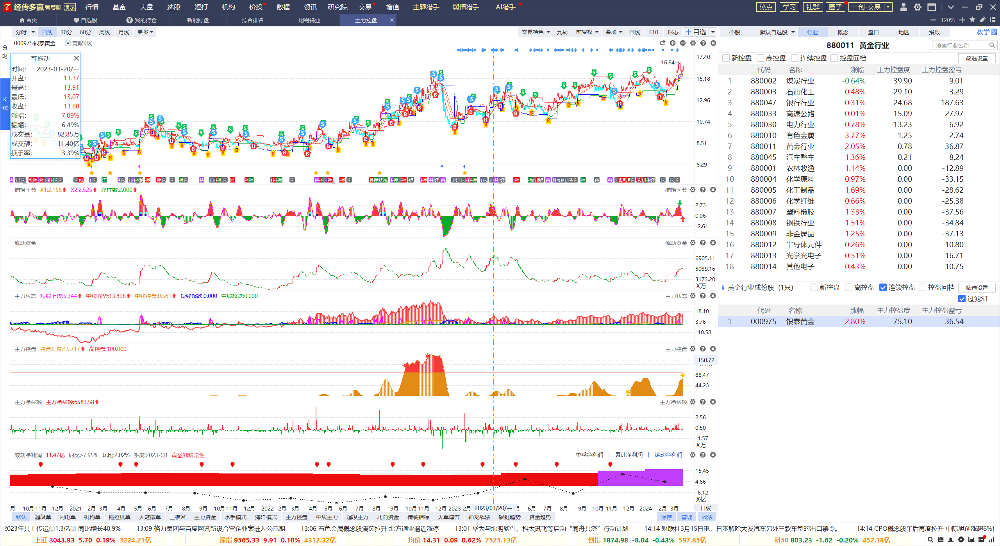 经传多赢 智尊版 演示 行情 基金 大盘 选股 短打 机构 价投 数据 资讯 研究院 交易 增值 主题猎手 舆情猎手 AI猎手 热点 学习 社群 圈子 一创-交易
首页 自选股 我的持仓 智能盯盘 综合排名 翔鹭钨业 主力控盘 120%
分时 日线 30分 60分 周线 月线 更多 交易特色 九转 前复权 叠加 画线 F10 形态 自选 个股 默认自选股 行业 概念 盘口 地区 指数 教学
000975银泰黄金 慧眼K线
分时
K线
可拖动
时间: 2023-03-20/一
开盘: 13.37
最高: 13.91
最低: 13.07
收盘: 13.88
涨幅: 7.09%
振幅: 6.49%
成交量: 82.85万
成交额: 11.40亿
换手率: 3.39%
16.84
17.40
15.18
12.96
10.74
8.51
6.29
捕捞季节 X1:2.158 X2:2.525 彩柱数:2.000 捕捞季节
2.73
0.06
-2.61
流动资金 流动资金
6905.11
5039.16
3173.20
X万
主力状态 短线上攻:5.344 中线强势:13.898 中线控盘:0.561 短线超跌:0.000 中线超跌:0.000 主力状态
18.10
3.76
-10.58
主力控盘 控盘程度:15.717 高控盘:100.000 主力控盘
150.72
88.47
44.23
主力净买额 主力净买额:6583.58 主力净买额
2.56
0.50
-1.57
X万
滚动净利润 11.47亿 同比:-7.95% 环比:2.02% 季度:2023-Q1 高盈利稳定性 单季净利润 累计净利润 滚动净利润
15.45
4.66
-6.12
X亿
月 10月 11月 12月 2021 2月 3月 4月 5月 6月 7月 8月 9月 10月 11月 12月 2022 2月 3月 4月 5月 6月 7月 8月 9月 10月 11月 12月 2023 2月 2023/03/20/一 6月 7月 8月 9月 10月 11月 12月 2024 2月 3月 日线
默认 超级单 闪电单 机构单 拖拉机单 大笔撤单 三板斧 主力资金 水手模式 海洋模式 主力控盘 中线主力 超级主力 北向资金 传统指标 大单博弈 神龙战法 彩虹趋势 资金趋势 保存 管理 战法
880011 黄金行业 搜索行业名称
新控盘 高控盘 连续控盘 控盘回档 筛选设置
代码 名称 涨幅 主力控盘度 主力控盘盈亏
1 880002 煤炭行业 -0.64% 39.90 9.01
2 880003 石油化工 0.48% 29.10 3.29
3 880047 银行行业 0.31% 24.68 187.63
4 880033 高速公路 0.01% 15.09 27.97
5 880030 电力行业 0.78% 13.23 -6.92
6 880010 有色金属 3.77% 1.25 -2.74
7 880011 黄金行业 2.05% 0.78 36.87
8 880045 汽车整车 1.36% 0.21 8.24
9 880001 农林牧渔 1.14% 0.00 -12.89
10 880004 化学原料 0.97% 0.00 -33.15
11 880005 化工制品 1.69% 0.00 -28.62
12 880006 化学纤维 0.66% 0.00 -25.38
13 880007 塑料橡胶 1.33% 0.00 -37.56
14 880008 钢铁行业 1.51% 0.00 -34.84
15 880009 非金属品 1.25% 0.00 -37.13
16 880012 半导体元件 0.26% 0.00 -10.80
17 880013 光学光电子 0.51% 0.00 -16.71
18 880014 其他电子 0.43% 0.00 -10.75
黄金行业成份股 (1只) 新控盘 高控盘 连续控盘 控盘回档 筛选设置
过滤ST
代码 名称 涨幅 主力控盘度 主力控盘盈亏
1 000975 银泰黄金 2.80% 75.10 36.54
2023年共上传运单1.3亿单 同比增长40.9% 13:09 格力集团与百度网讯新设合营企业案进入公示期 13:06 有色金属概念股震荡拉升 北方铜业逼近涨停 13:01 华为与北明软件、科大讯飞等启动“同舟共济”行动计划 14:14 财联社3月15日电，日本解除大发汽车另外三款车型的出口禁令。 14:14 CPO概念股午后再度拉升 中际旭创涨超6%
上证 3043.93 5.70 0.19% 3224.21亿 深指 9565.33 9.91 0.10% 4312.32亿 均价 14.31 0.09 0.62% 7525.13亿 创指 1874.98 -8.04 -0.43% 597.85亿 科50 803.23 -1.62 -0.20% 452.18亿